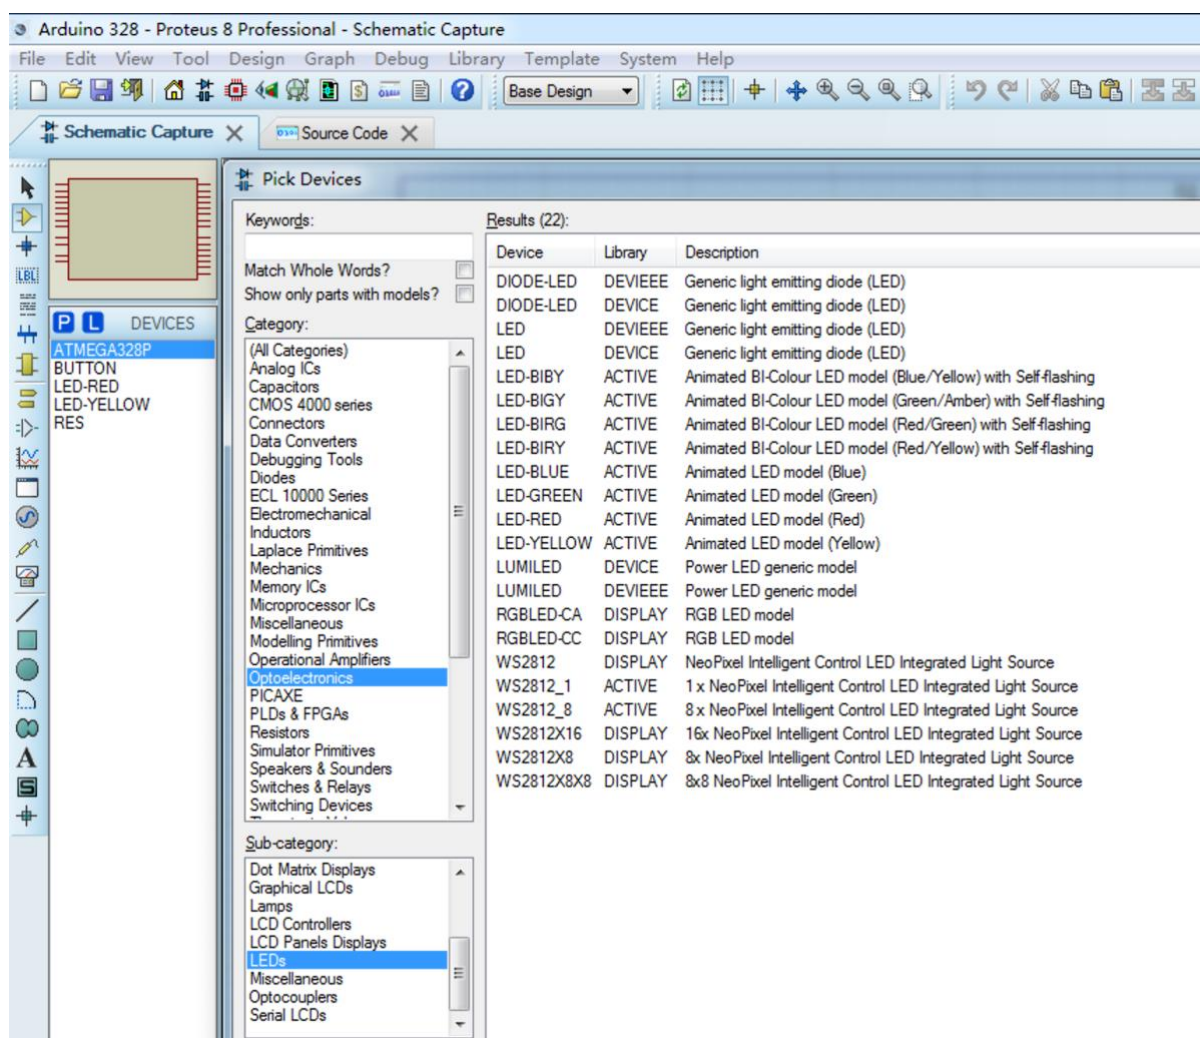 Arduino 328 - Proteus 8 Professional - Schematic Capture
File Edit View Tool Design Graph Debug Library Template System Help
Base Design
Schematic Capture
Source Code
Pick Devices
LBL
P L DEVICES
ATMEGA328P
BUTTON
LED-RED
LED-YELLOW
RES
A
S
Keywords:
Match Whole Words?
Show only parts with models?
Category:
(All Categories)
Analog ICs
Capacitors
CMOS 4000 series
Connectors
Data Converters
Debugging Tools
Diodes
ECL 10000 Series
Electromechanical
Inductors
Laplace Primitives
Mechanics
Memory ICs
Microprocessor ICs
Miscellaneous
Modelling Primitives
Operational Amplifiers
Optoelectronics
PICAXE
PLDs & FPGAs
Resistors
Simulator Primitives
Speakers & Sounders
Switches & Relays
Switching Devices
Sub-category:
Dot Matrix Displays
Graphical LCDs
Lamps
LCD Controllers
LCD Panels Displays
LEDs
Miscellaneous
Optocouplers
Serial LCDs
Results (22):
Device Library Description
DIODE-LED DEVIEEE Generic light emitting diode (LED)
DIODE-LED DEVICE Generic light emitting diode (LED)
LED DEVIEEE Generic light emitting diode (LED)
LED DEVICE Generic light emitting diode (LED)
LED-BIBY ACTIVE Animated BI-Colour LED model (Blue/Yellow) with Self-flashing
LED-BIGY ACTIVE Animated BI-Colour LED model (Green/Amber) with Self-flashing
LED-BIRG ACTIVE Animated BI-Colour LED model (Red/Green) with Self-flashing
LED-BIRY ACTIVE Animated BI-Colour LED model (Red/Yellow) with Self-flashing
LED-BLUE ACTIVE Animated LED model (Blue)
LED-GREEN ACTIVE Animated LED model (Green)
LED-RED ACTIVE Animated LED model (Red)
LED-YELLOW ACTIVE Animated LED model (Yellow)
LUMILED DEVICE Power LED generic model
LUMILED DEVIEEE Power LED generic model
RGBLED-CA DISPLAY RGB LED model
RGBLED-CC DISPLAY RGB LED model
WS2812 DISPLAY NeoPixel Intelligent Control LED Integrated Light Source
WS2812_1 ACTIVE 1 x NeoPixel Intelligent Control LED Integrated Light Source
WS2812_8 ACTIVE 8 x NeoPixel Intelligent Control LED Integrated Light Source
WS2812X16 DISPLAY 16x NeoPixel Intelligent Control LED Integrated Light Source
WS2812X8 DISPLAY 8x NeoPixel Intelligent Control LED Integrated Light Source
WS2812X8X8 DISPLAY 8x8 NeoPixel Intelligent Control LED Integrated Light Source